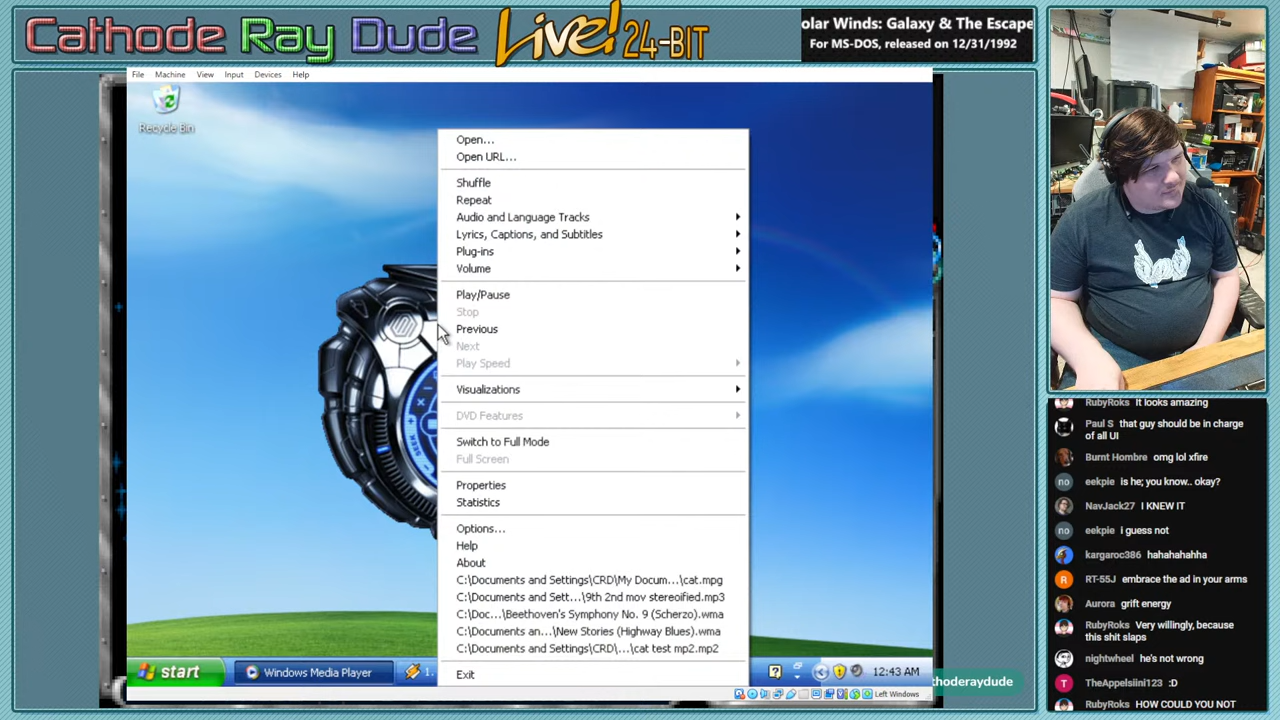 Cathode Ray Dude Live! 24-BIT
olar Winds: Galaxy & The Escape
For MS-DOS, released on 12/31/1992
File Machine View Input Devices Help
Recycle Bin
Open...
Open URL...
Shuffle
Repeat
Audio and Language Tracks
Lyrics, Captions, and Subtitles
Plug-ins
Volume
Play/Pause
Stop
Previous
Next
Play Speed
Visualizations
DVD Features
Switch to Full Mode
Full Screen
Properties
Statistics
Options...
Help
About
C:\Documents and Settings\CRD\My Docum...\cat.mpg
C:\Documents and Sett...\9th 2nd mov stereoified.mp3
C:\Doc...\Beethoven's Symphony No. 9 (Scherzo).wma
C:\Documents an...\New Stories (Highway Blues).wma
C:\Documents and Settings\CRD\...\cat test mp2.mp2
Exit
SEEK
start
Windows Media Player
1.
12:43 AM
Left Windows
thoderaydude
RubyRoks It looks amazing
Paul S that guy should be in charge
of all UI
Burnt Hombre omg lol xfire
no eekpie is he; you know.. okay?
NavJack27 I KNEW IT
no eekpie i guess not
kargaroc386 hahahahahha
R RT-55J embrace the ad in your arms
Aurora grift energy
RubyRoks Very willingly, because
this shit slaps
nightwheel he's not wrong
T TheAppelsiini123 :D
RubyRoks HOW COULD YOU NOT